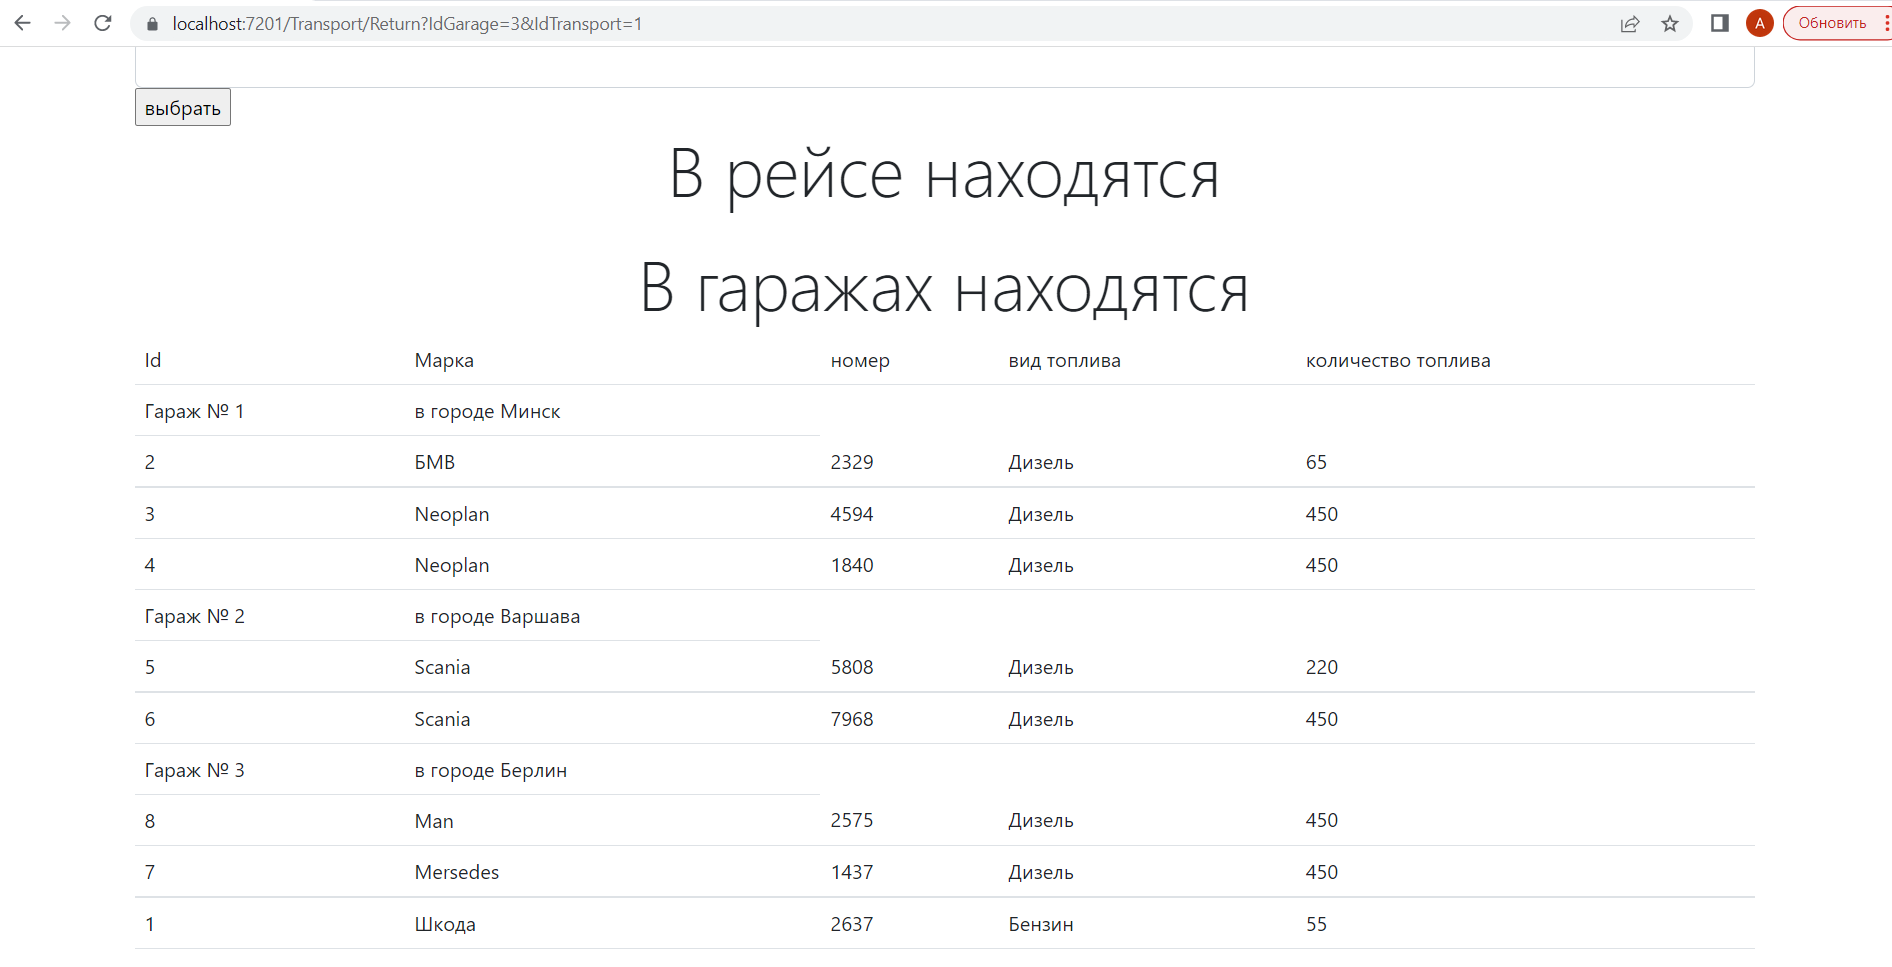 localhost:7201/Transport/Return?IdGarage=3&IdTransport=1
А
Обновить
выбрать
В рейсе находятся
В гаражах находятся
Id Марка номер вид топлива количество топлива
Гараж № 1 в городе Минск
2 БМВ 2329 Дизель 65
3 Neoplan 4594 Дизель 450
4 Neoplan 1840 Дизель 450
Гараж № 2 в городе Варшава
5 Scania 5808 Дизель 220
6 Scania 7968 Дизель 450
Гараж № 3 в городе Берлин
8 Man 2575 Дизель 450
7 Mersedes 1437 Дизель 450
1 Шкода 2637 Бензин 55